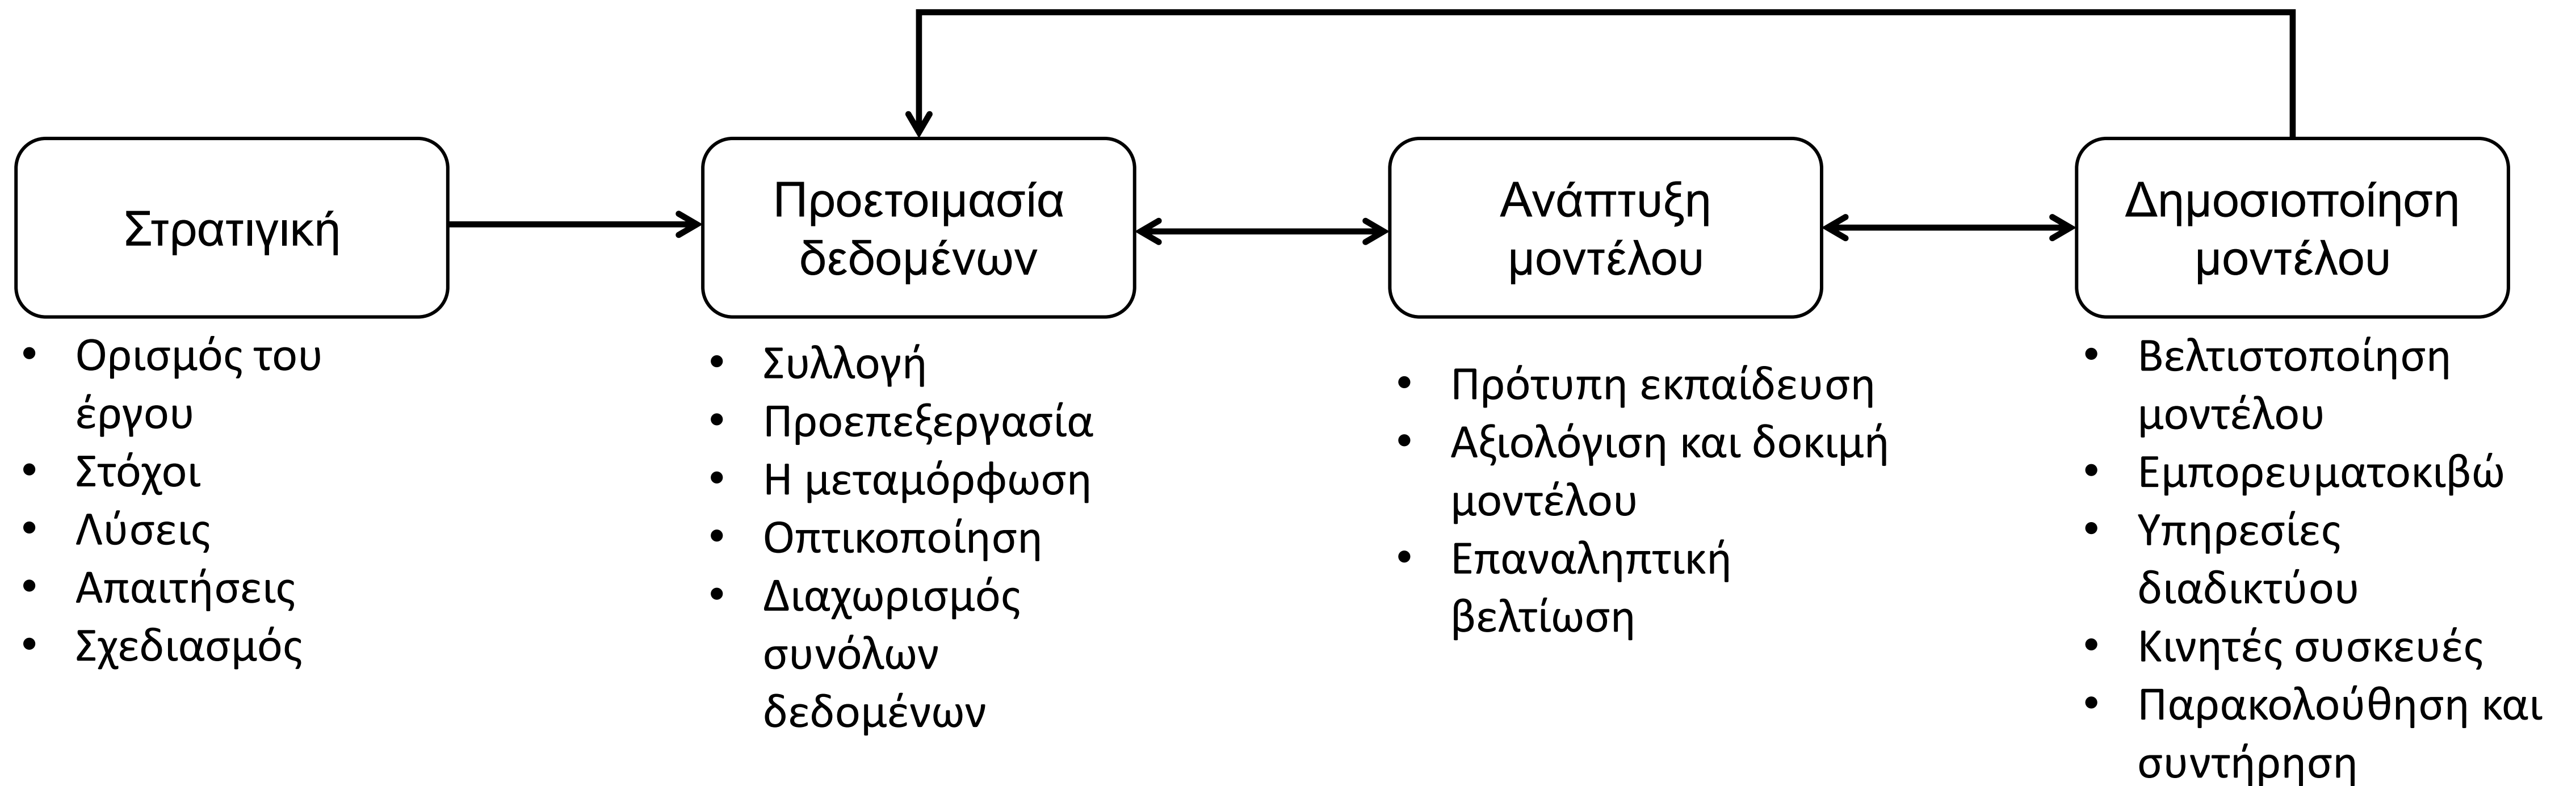 Στρατιγική
Προετοιμασία
δεδομένων
Ανάπτυξη
μοντέλου
Δημοσιοποίηση
μοντέλου
• Ορισμός του
έργου
• Στόχοι
• Λύσεις
• Απαιτήσεις
• Σχεδιασμός
• Συλλογή
• Προεπεξεργασία
• Η μεταμόρφωση
• Οπτικοποίηση
• Διαχωρισμός
συνόλων
δεδομένων
• Πρότυπη εκπαίδευση
• Αξιολόγιση και δοκιμή
μοντέλου
• Επαναληπτική
βελτίωση
• Βελτιστοποίηση
μοντέλου
• Εμπορευματοκιβώ
• Υπηρεσίες
διαδικτύου
• Κινητές συσκευές
• Παρακολούθηση και
συντήρηση